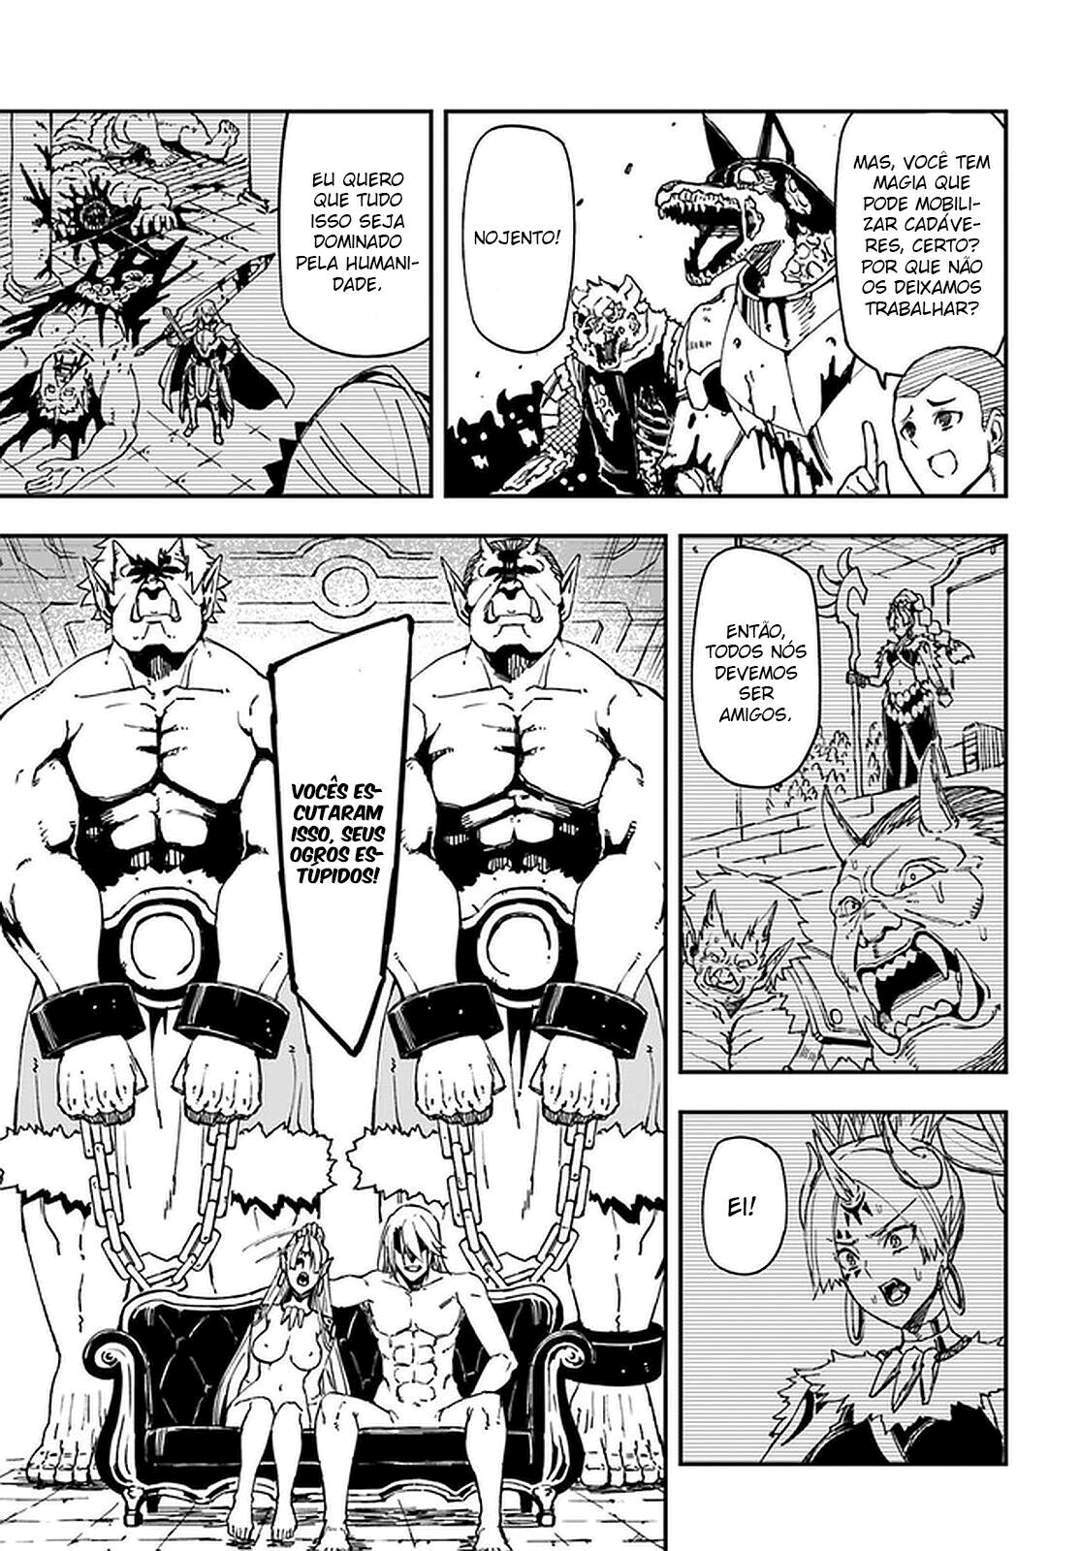 MAS, VOCÊ TEM
MAGIA QUE
PODE MOBILI-
ZAR CADÁVE-
RES, CERTO?
POR QUE NÃO
OS DEIXAMOS
TRABALHAR?
NOJENTO!
EU QUERO
QUE TUDO
ISSO SEJA
DOMINADO
PELA HUMANI-
DADE.
ENTÃO,
TODOS NÓS
DEVEMOS
SER
AMIGOS.
EI!
VOCÊS ES-
CUTARAM
ISSO, SEUS
OGROS ES-
TÚPIDOS!